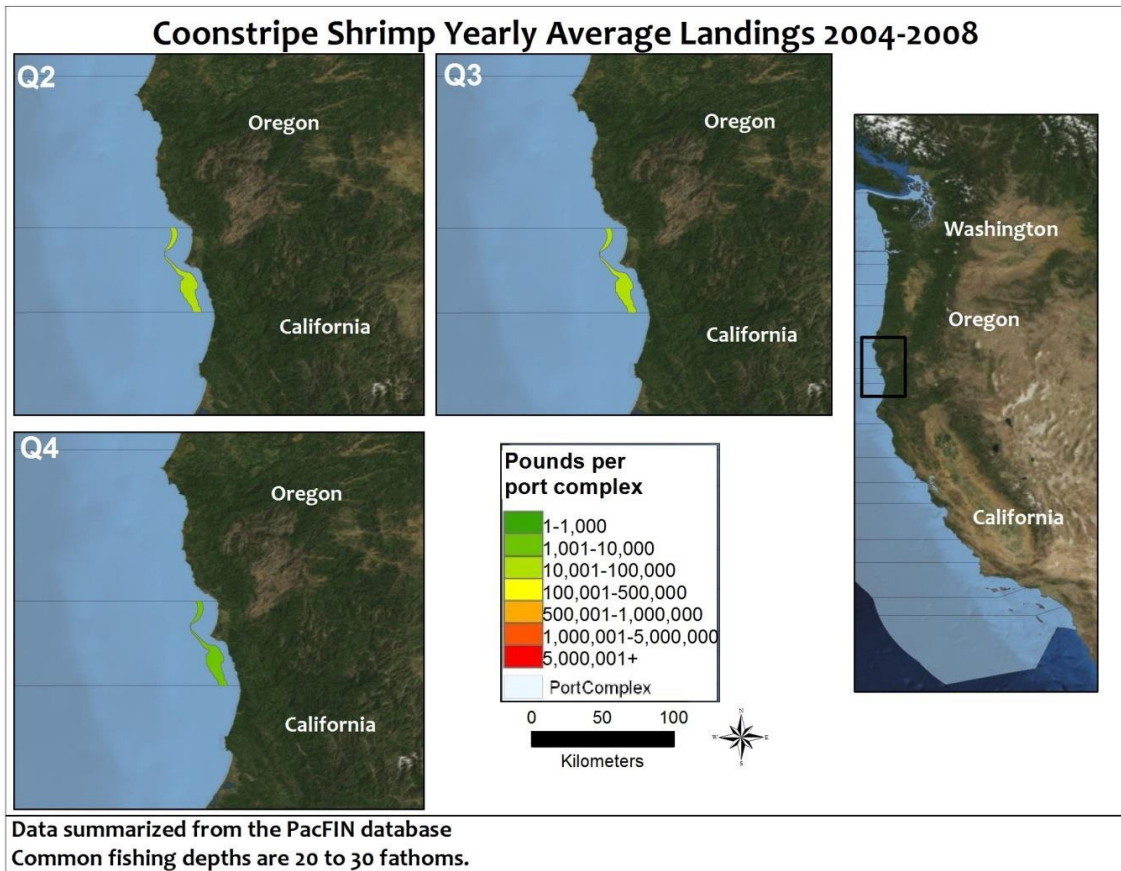 Coonstripe Shrimp Yearly Average Landings 2004-2008
Q2
Oregon
California
Q3
Oregon
California
Washington
Oregon
California
Q4
Oregon
California
Pounds per
port complex
1-1,000
1,001-10,000
10,001-100,000
100,001-500,000
500,001-1,000,000
1,000,001-5,000,000
5,000,001+
PortComplex
0 50 100
Kilometers
N
W E
S
Data summarized from the PacFIN database
Common fishing depths are 20 to 30 fathoms.